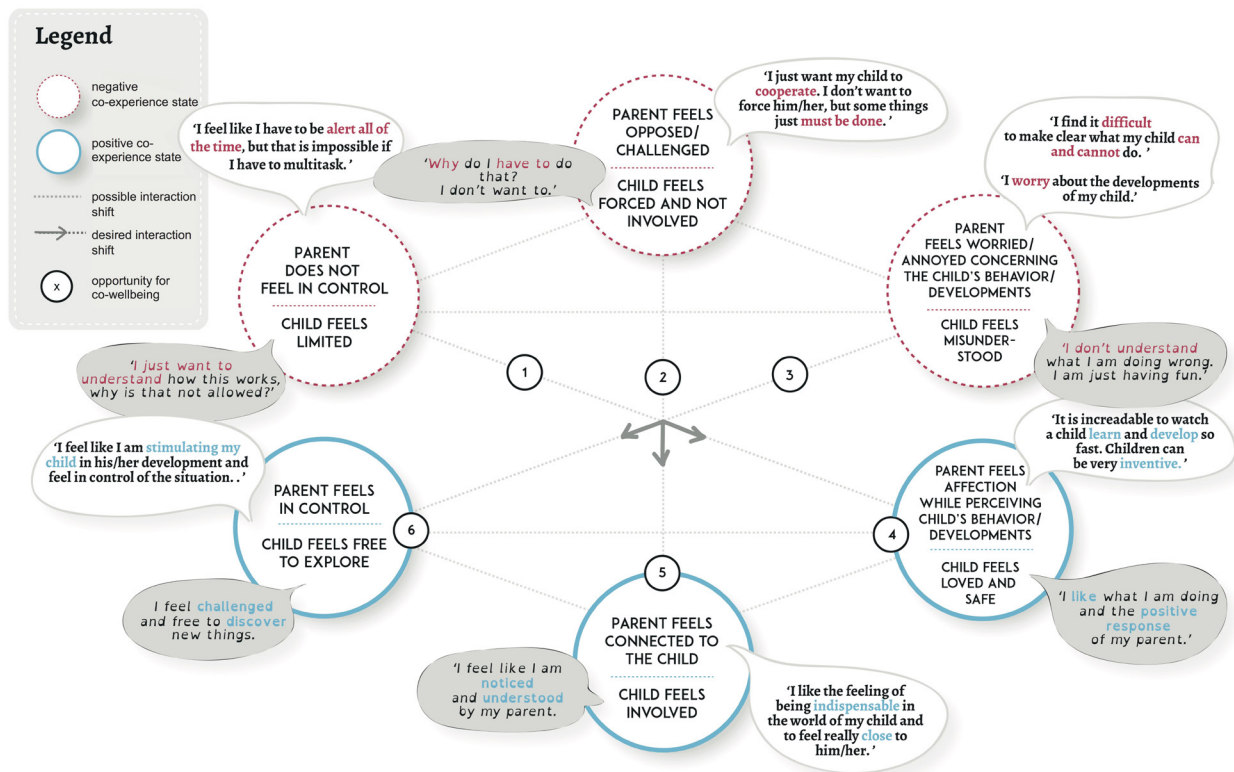 Legend
negative
co-experience state
positive co-
experience state
possible interaction
shift
desired interaction
shift
x
opportunity for
co-wellbeing
'I feel like I have to be alert all of
the time, but that is impossible if
I have to multitask. '
PARENT
DOES NOT
FEEL IN CONTROL
CHILD FEELS
LIMITED
'I just want to
understand how this works,
why is that not allowed?'
PARENT FEELS
OPPOSED/
CHALLENGED
CHILD FEELS
FORCED AND NOT
INVOLVED
'I just want my child to
cooperate. I don't want to
force him/her, but some things
just must be done. '
'Why do I have to do
that?
I don't want to.'
'I find it difficult
to make clear what my child can
and cannot do. '
'I worry about the developments
of my child.'
PARENT
FEELS WORRIED/
ANNOYED CONCERNING
THE CHILD'S BEHAVIOR/
DEVELOPMENTS
CHILD FEELS
MISUNDER-
STOOD
'I don't understand
what I am doing wrong.
I am just having fun.'
1
2
3
'I feel like I am stimulating my
child in his/her development and
feel in control of the situation. . '
PARENT FEELS
IN CONTROL
CHILD FEELS FREE
TO EXPLORE
6
I feel challenged
and free to discover
new things.
5
PARENT FEELS
CONNECTED TO
THE CHILD
CHILD FEELS
INVOLVED
'I feel like I am
noticed
and understood
by my parent.
'I like the feeling of
being indispensable in
the world of my child and
to feel really close to
him/her. '
4
'It is increadable to watch
a child learn and develop so
fast. Children can
be very inventive. '
PARENT FEELS
AFFECTION
WHILE PERCEIVING
CHILD'S BEHAVIOR/
DEVELOPMENTS
CHILD FEELS
LOVED AND
SAFE
'I like what I am doing
and the positive
response
of my parent.'